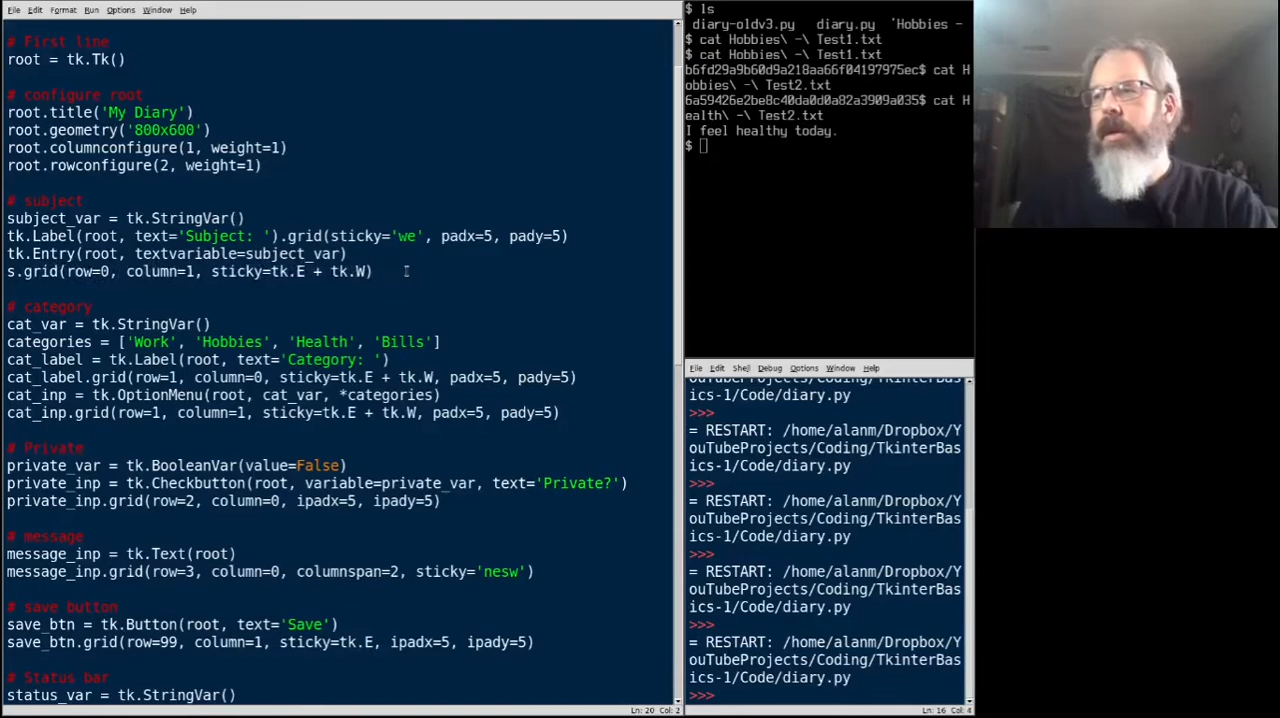 File Edit Format Run Options Window Help
# First line
root = tk.Tk()
# configure root
root.title('My Diary')
root.geometry('800x600')
root.columnconfigure(1, weight=1)
root.rowconfigure(2, weight=1)
# subject
subject_var = tk.StringVar()
tk.Label(root, text='Subject: ').grid(sticky='we', padx=5, pady=5)
tk.Entry(root, textvariable=subject_var)
s.grid(row=0, column=1, sticky=tk.E + tk.W)
# category
cat_var = tk.StringVar()
categories = ['Work', 'Hobbies', 'Health', 'Bills']
cat_label = tk.Label(root, text='Category: ')
cat_label.grid(row=1, column=0, sticky=tk.E + tk.W, padx=5, pady=5)
cat_inp = tk.OptionMenu(root, cat_var, *categories)
cat_inp.grid(row=1, column=1, sticky=tk.E + tk.W, padx=5, pady=5)
# Private
private_var = tk.BooleanVar(value=False)
private_inp = tk.Checkbutton(root, variable=private_var, text='Private?')
private_inp.grid(row=2, column=0, ipadx=5, ipady=5)
# message
message_inp = tk.Text(root)
message_inp.grid(row=3, column=0, columnspan=2, sticky='nesw')
# save button
save_btn = tk.Button(root, text='Save')
save_btn.grid(row=99, column=1, sticky=tk.E, ipadx=5, ipady=5)
# Status bar
status_var = tk.StringVar()
Ln: 20 Col: 2
$ ls
diary-oldv3.py diary.py 'Hobbies -
$ cat Hobbies\ -\ Test1.txt
$ cat Hobbies\ -\ Test1.txt
b6fd29a9b60d9a218aa66f04197975ec$ cat H
obbies\ -\ Test2.txt
6a59426e2be8c40da0d0a82a3909a035$ cat H
ealth\ -\ Test2.txt
I feel healthy today.
$
File Edit Shell Debug Options Window Help
ouTubeProjects/Coding/TkinterBas
ics-1/Code/diary.py
>>>
= RESTART: /home/alanm/Dropbox/Y
ouTubeProjects/Coding/TkinterBas
ics-1/Code/diary.py
>>>
= RESTART: /home/alanm/Dropbox/Y
ouTubeProjects/Coding/TkinterBas
ics-1/Code/diary.py
>>>
= RESTART: /home/alanm/Dropbox/Y
ouTubeProjects/Coding/TkinterBas
ics-1/Code/diary.py
>>>
= RESTART: /home/alanm/Dropbox/Y
ouTubeProjects/Coding/TkinterBas
ics-1/Code/diary.py
>>>
Ln: 16 Col: 4